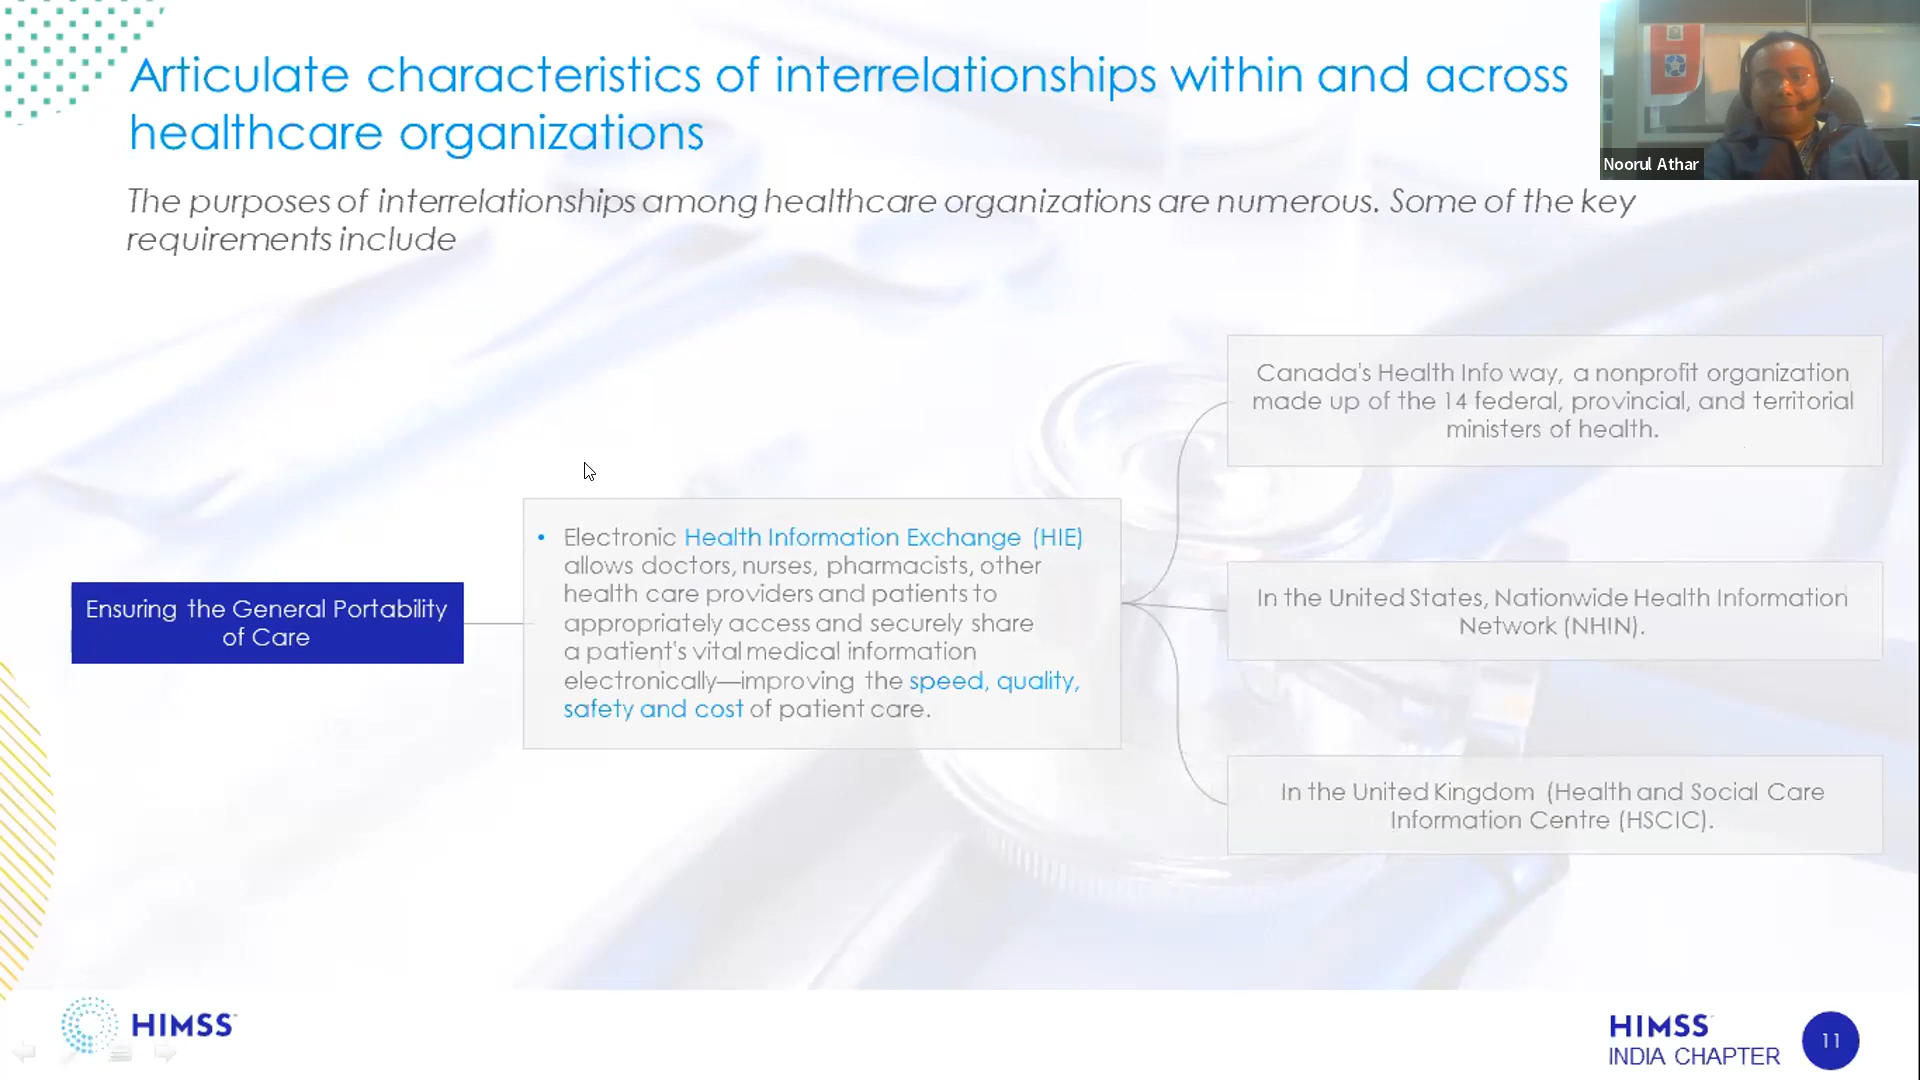 Articulate characteristics of interrelationships within and across
healthcare organizations
Noorul Athar
The purposes of interrelationships among healthcare organizations are numerous. Some of the key
requirements include
Ensuring the General Portability
of Care
• Electronic Health Information Exchange (HIE)
allows doctors, nurses, pharmacists, other
health care providers and patients to
appropriately access and securely share
a patient's vital medical information
electronically—improving the speed, quality,
safety and cost of patient care.
Canada's Health Info way, a nonprofit organization
made up of the 14 federal, provincial, and territorial
ministers of health.
In the United States, Nationwide Health Information
Network (NHIN).
In the United Kingdom (Health and Social Care
Information Centre (HSCIC).
HIMSS
HIMSS
INDIA CHAPTER
11